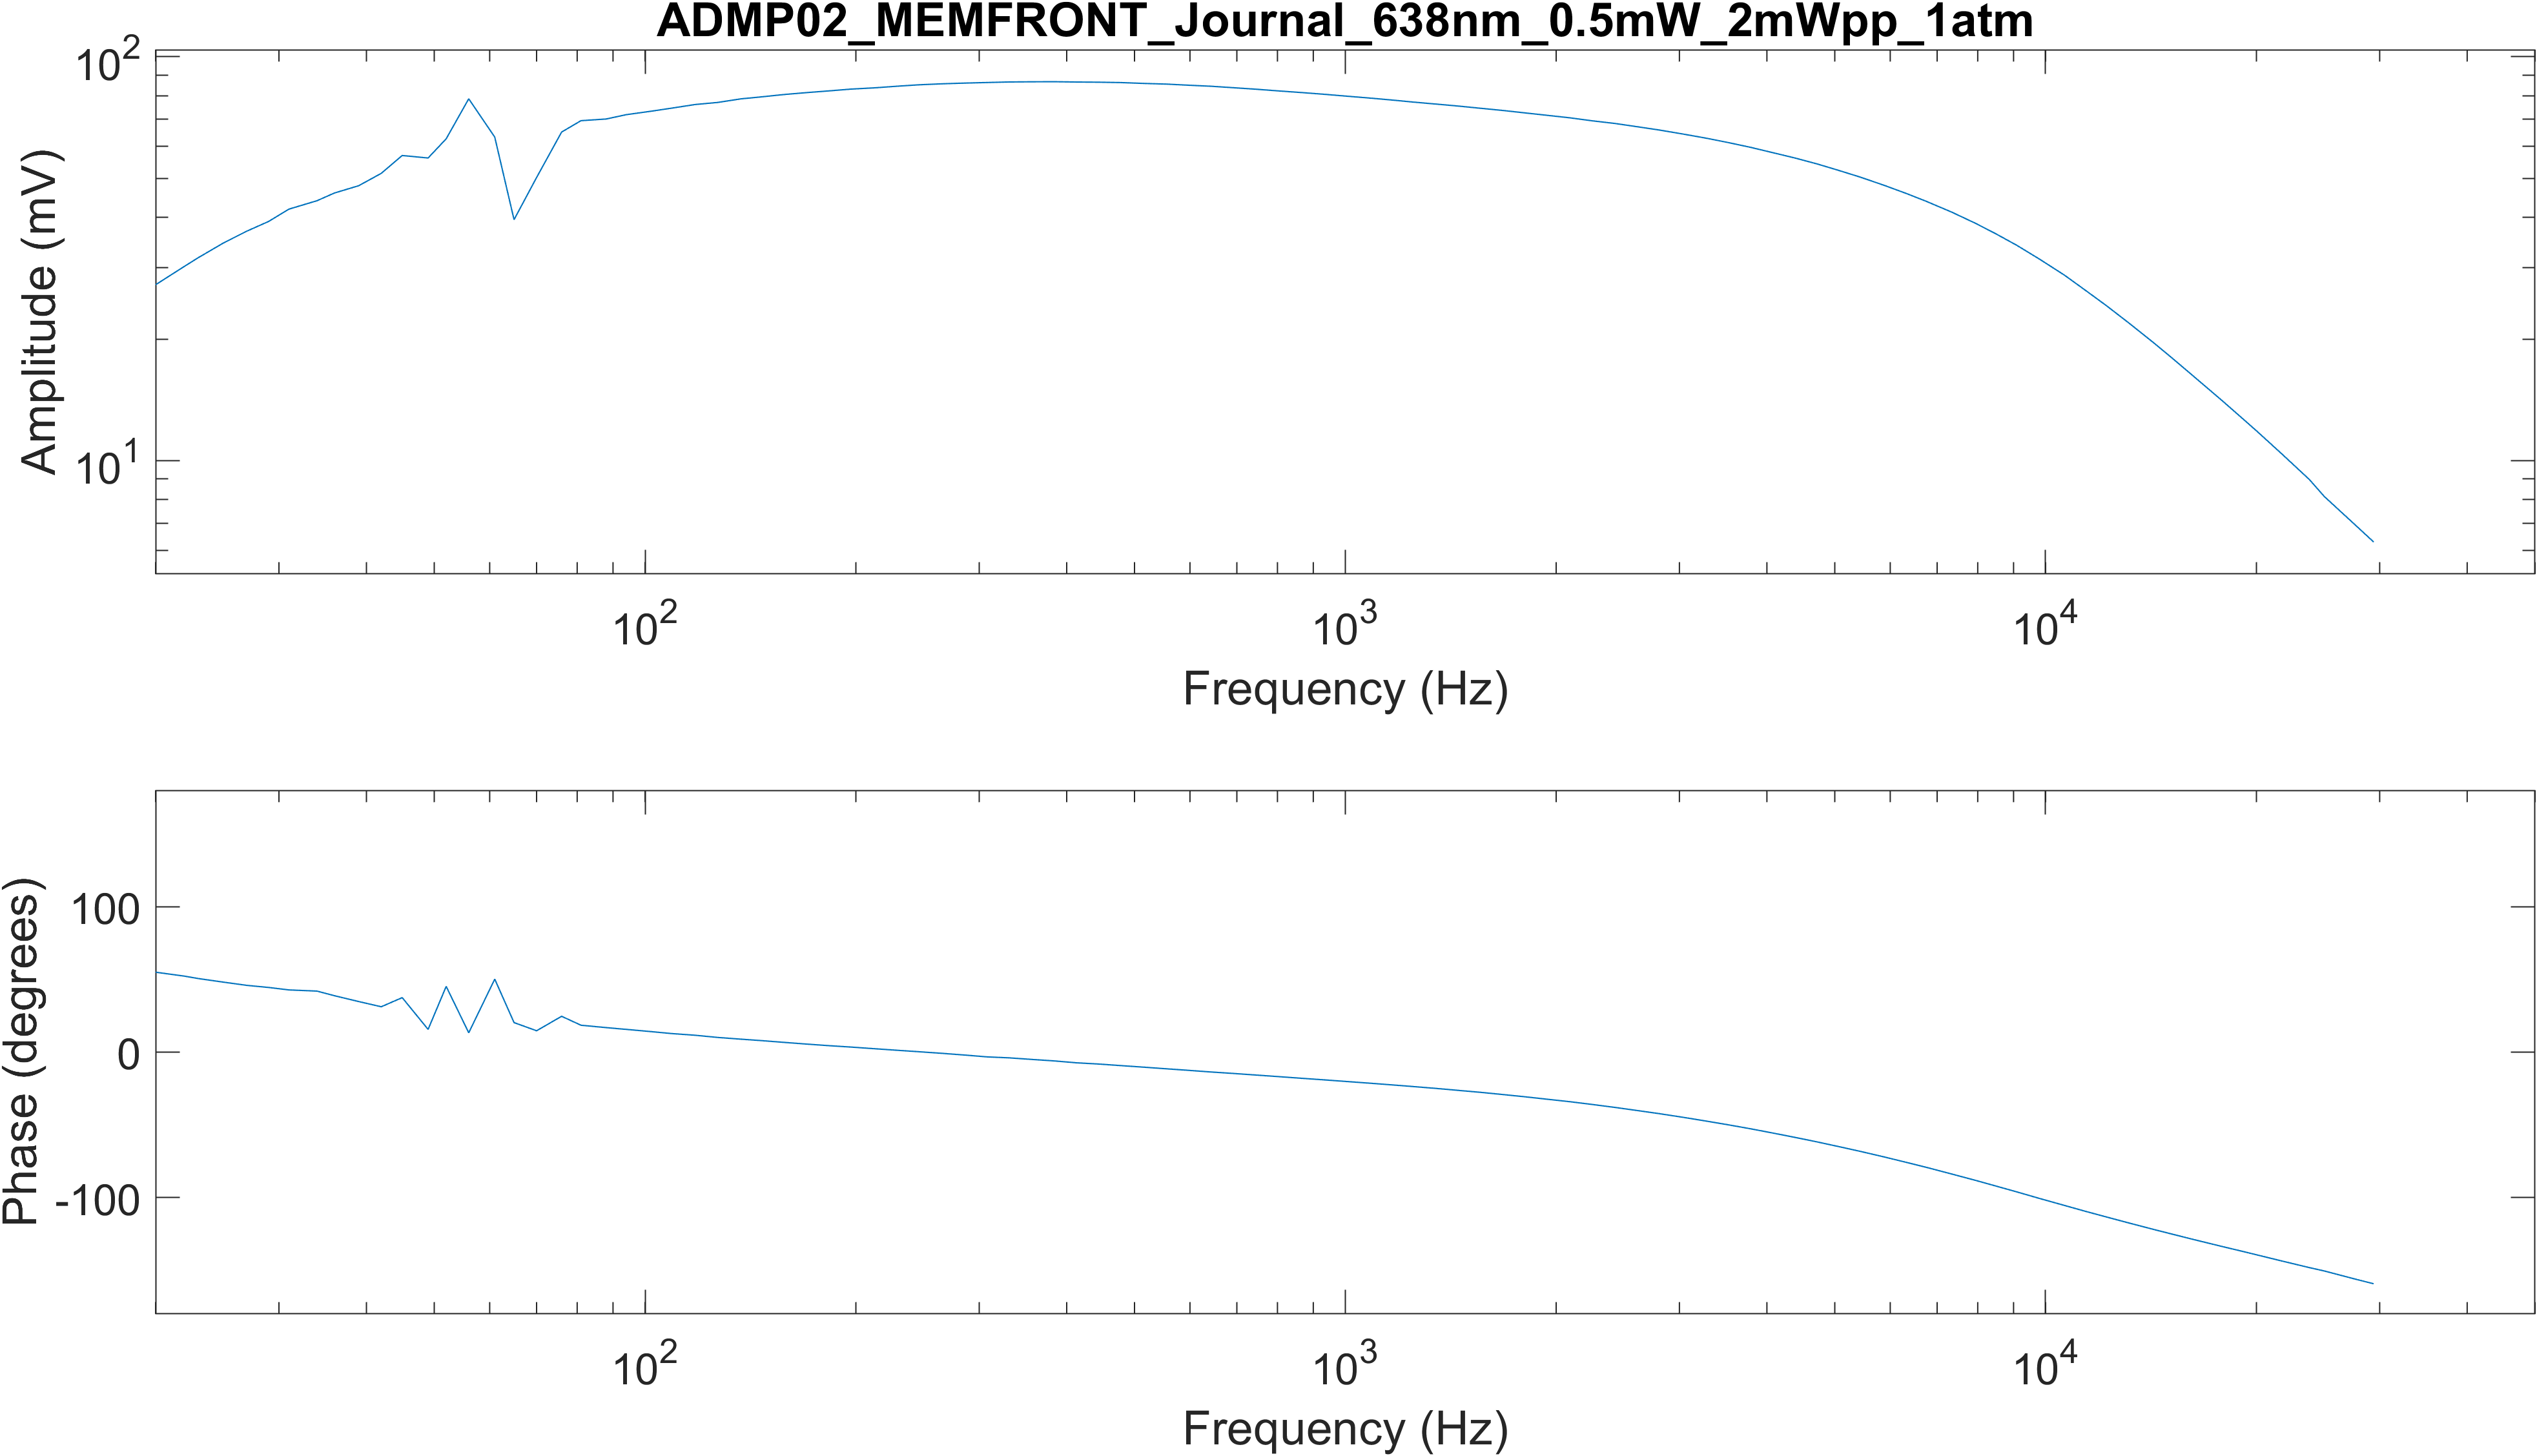 ADMP02_MEMFRONT_Journal_638nm_0.5mW_2mWpp_1atm
Amplitude (mV)
10^2
10^1
10^2
10^3
10^4
Frequency (Hz)
Phase (degrees)
100
0
-100
10^2
10^3
10^4
Frequency (Hz)